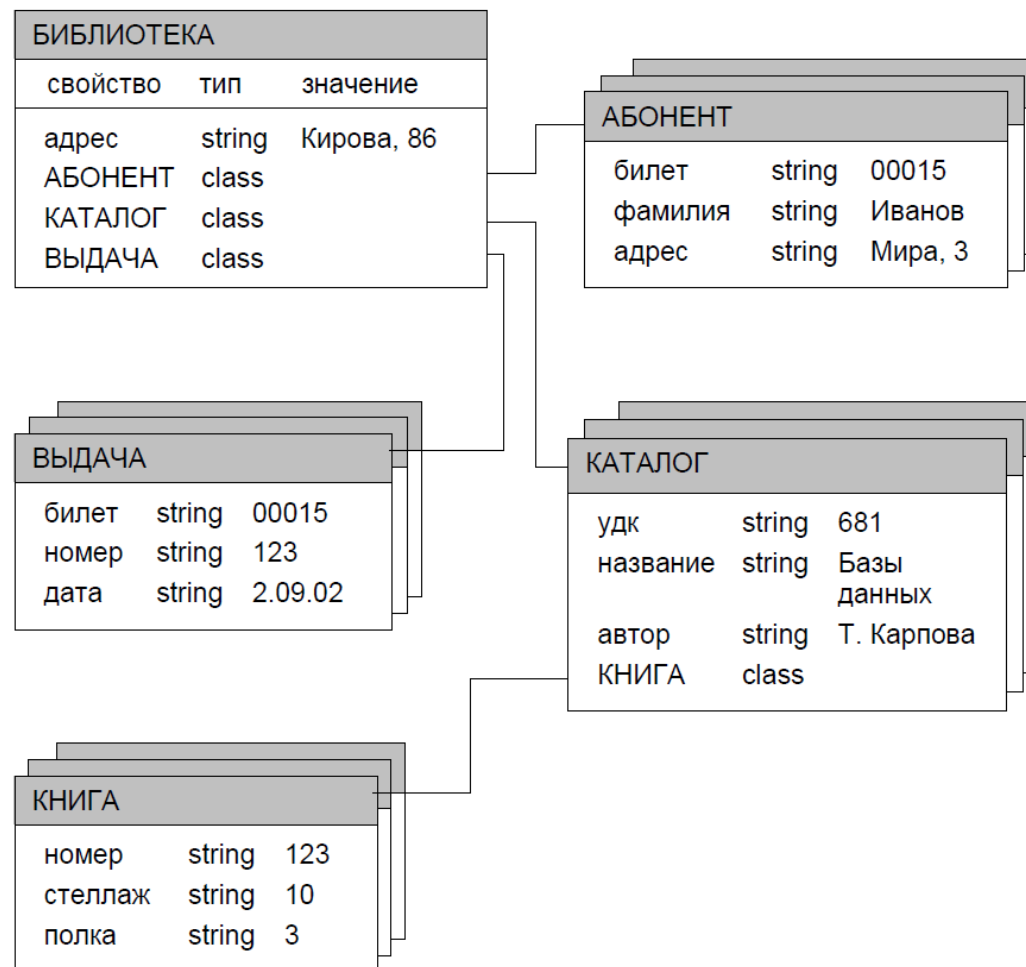 БИБЛИОТЕКА
свойство тип значение
адрес string Кирова, 86
АБОНЕНТ class
КАТАЛОГ class
ВЫДАЧА class
АБОНЕНТ
билет string 00015
фамилия string Иванов
адрес string Мира, 3
ВЫДАЧА
билет string 00015
номер string 123
дата string 2.09.02
КАТАЛОГ
удк string 681
название string Базы
данных
автор string Т. Карпова
КНИГА class
КНИГА
номер string 123
стеллаж string 10
полка string 3